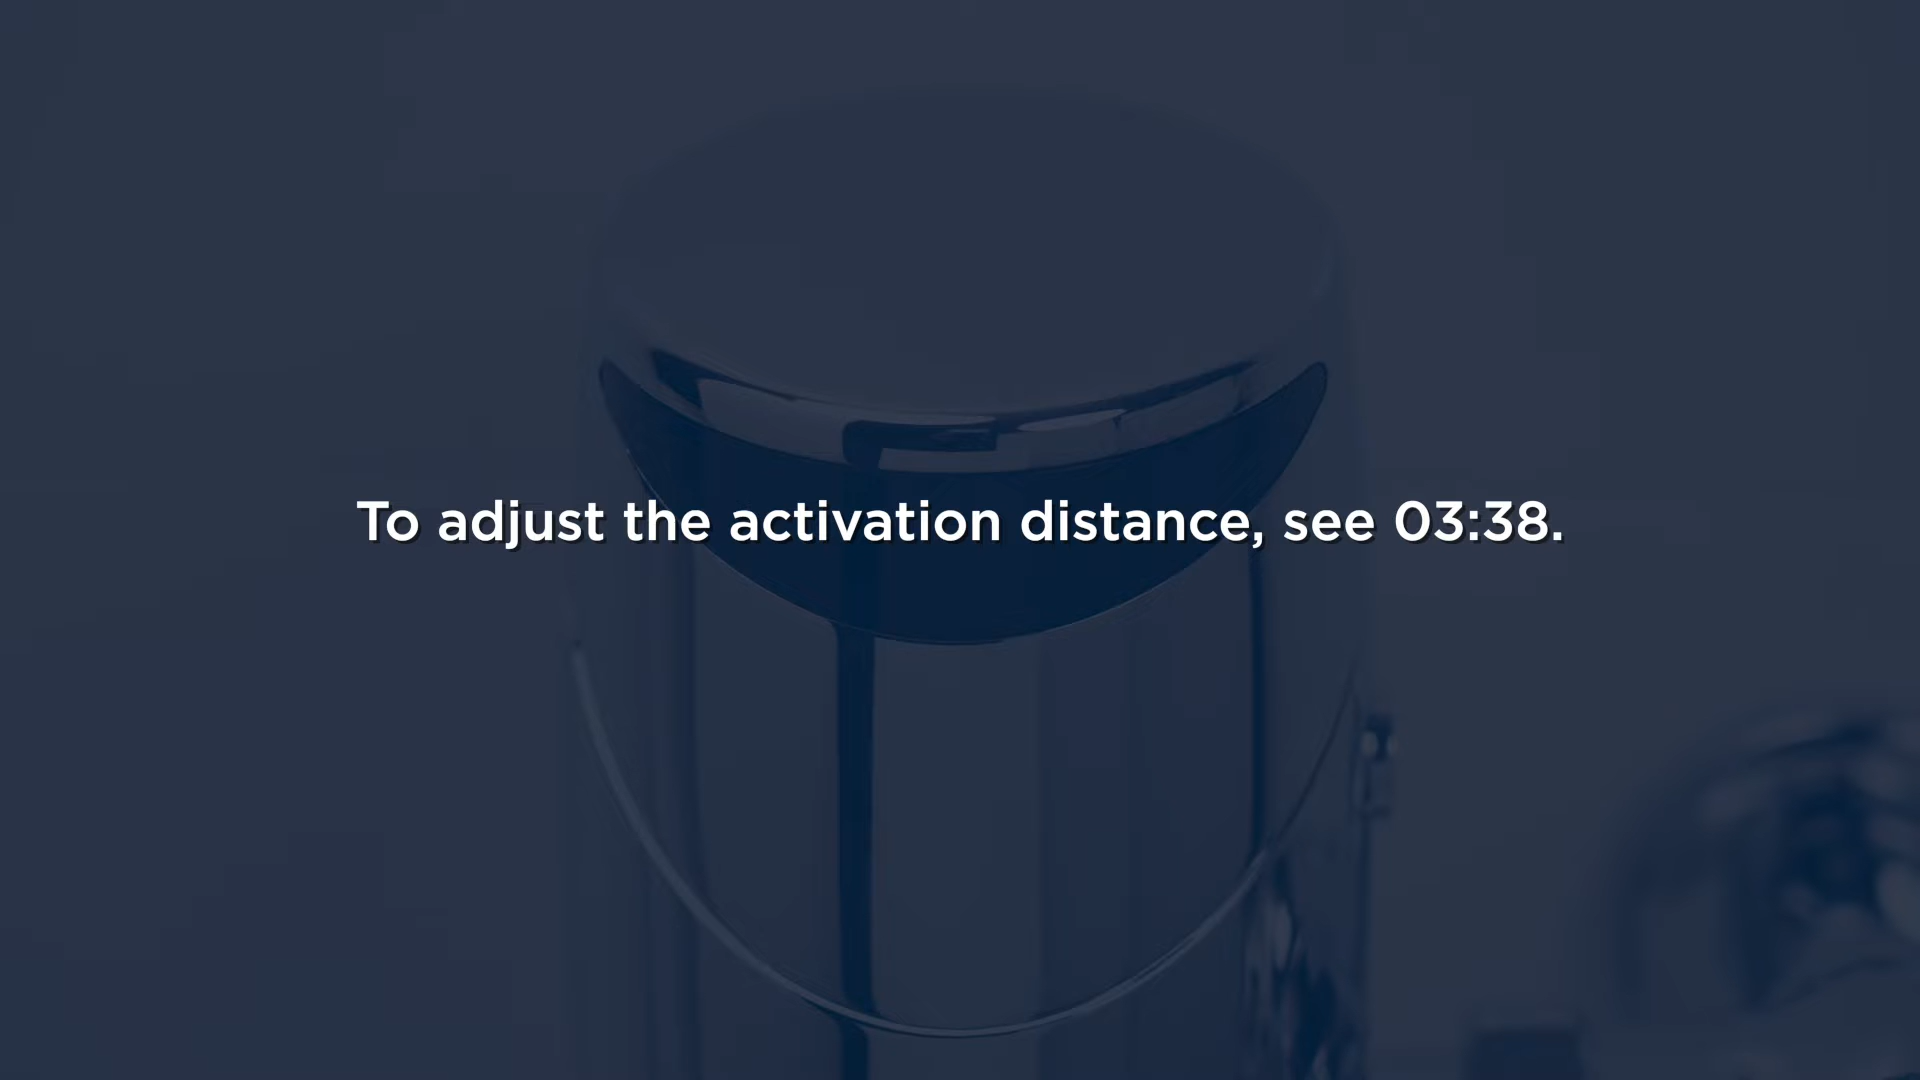 To adjust the activation distance, see 03:38.